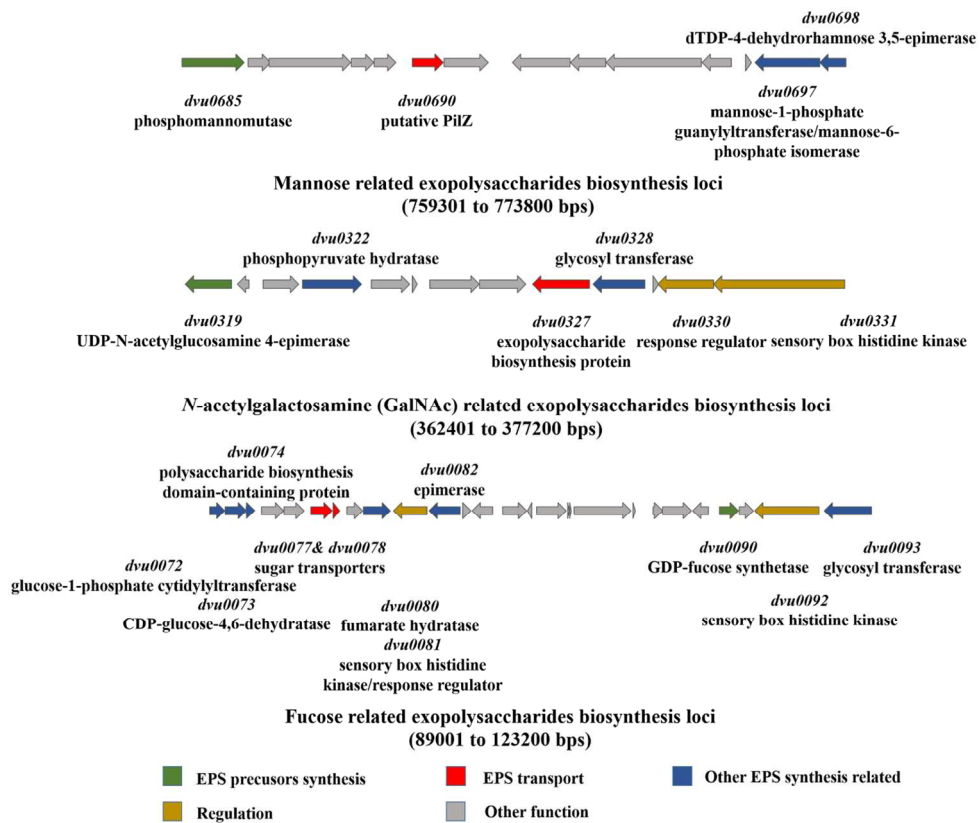 dvu0698
dTDP-4-dehydrorhamnose 3,5-epimerase
dvu0685
phosphomannomutase
dvu0690
putative PilZ
dvu0697
mannose-1-phosphate
guanylyltransferase/mannose-6-
phosphate isomerase
Mannose related exopolysaccharides biosynthesis loci
(759301 to 773800 bps)
dvu0322
phosphopyruvate hydratase
dvu0328
glycosyl transferase
dvu0319
UDP-N-acetylglucosamine 4-epimerase
dvu0327
exopolysaccharide
biosynthesis protein
dvu0330
response regulator
dvu0331
sensory box histidine kinase
N-acetylgalactosamine (GalNAc) related exopolysaccharides biosynthesis loci
(362401 to 377200 bps)
dvu0074
polysaccharide biosynthesis
domain-containing protein
dvu0082
epimerase
dvu0077& dvu0078
sugar transporters
dvu0090
GDP-fucose synthetase
dvu0093
glycosyl transferase
dvu0072
glucose-1-phosphate cytidylyltransferase
dvu0073
CDP-glucose-4,6-dehydratase
dvu0080
fumarate hydratase
dvu0092
sensory box histidine kinase
dvu0081
sensory box histidine
kinase/response regulator
Fucose related exopolysaccharides biosynthesis loci
(89001 to 123200 bps)
EPS precusors synthesis
EPS transport
Other EPS synthesis related
Regulation
Other function